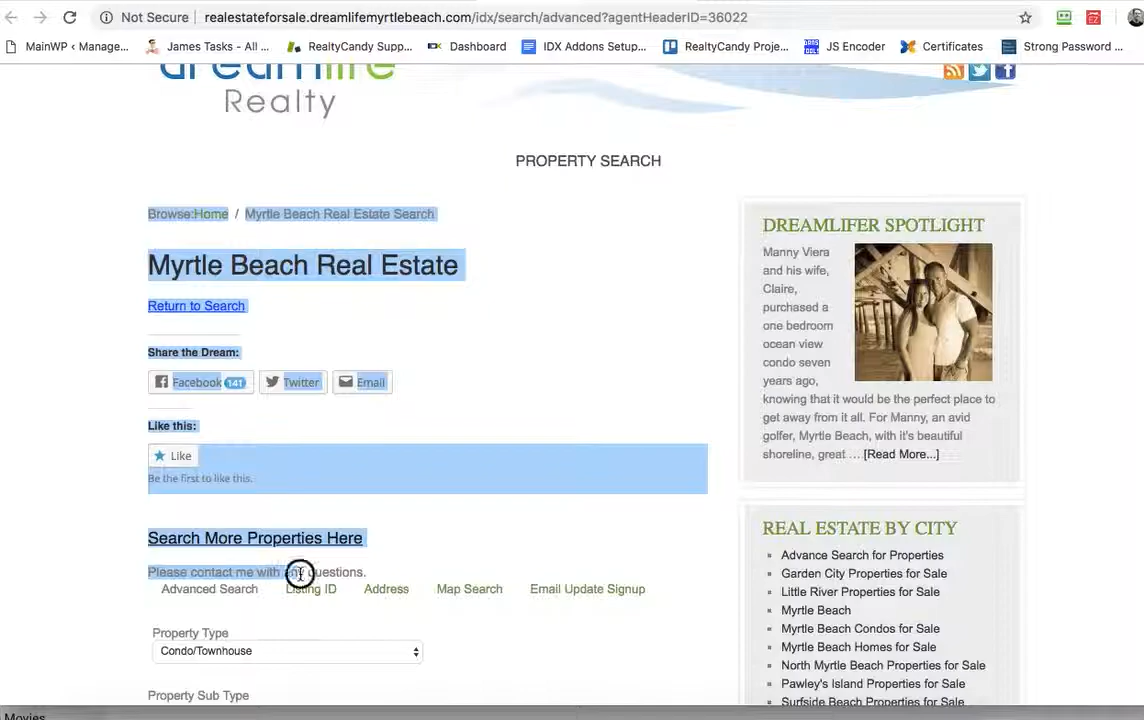 Not Secure realestateforsale.dreamlifemyrtlebeach.com/idx/search/advanced?agentHeaderID=36022
MainWP ‹ Manage... James Tasks - All ... RealtyCandy Supp... Dashboard IDX Addons Setup... RealtyCandy Proje... JS Encoder Certificates Strong Password ...
dreamlife
Realty
PROPERTY SEARCH
Browse:Home / Myrtle Beach Real Estate Search
Myrtle Beach Real Estate
Return to Search
Share the Dream:
Facebook 141 Twitter Email
Like this:
Like
Be the first to like this.
Search More Properties Here
Please contact me with any questions.
Advanced Search Listing ID Address Map Search Email Update Signup
Property Type
Condo/Townhouse
Property Sub Type
DREAMLIFER SPOTLIGHT
Manny Viera
and his wife,
Claire,
purchased a
one bedroom
ocean view
condo seven
years ago,
knowing that it would be the perfect place to
get away from it all. For Manny, an avid
golfer, Myrtle Beach, with it's beautiful
shoreline, great ... [Read More...]
REAL ESTATE BY CITY
Advance Search for Properties
Garden City Properties for Sale
Little River Properties for Sale
Myrtle Beach
Myrtle Beach Condos for Sale
Myrtle Beach Homes for Sale
North Myrtle Beach Properties for Sale
Pawley's Island Properties for Sale
Surfside Beach Properties for Sale
Movies